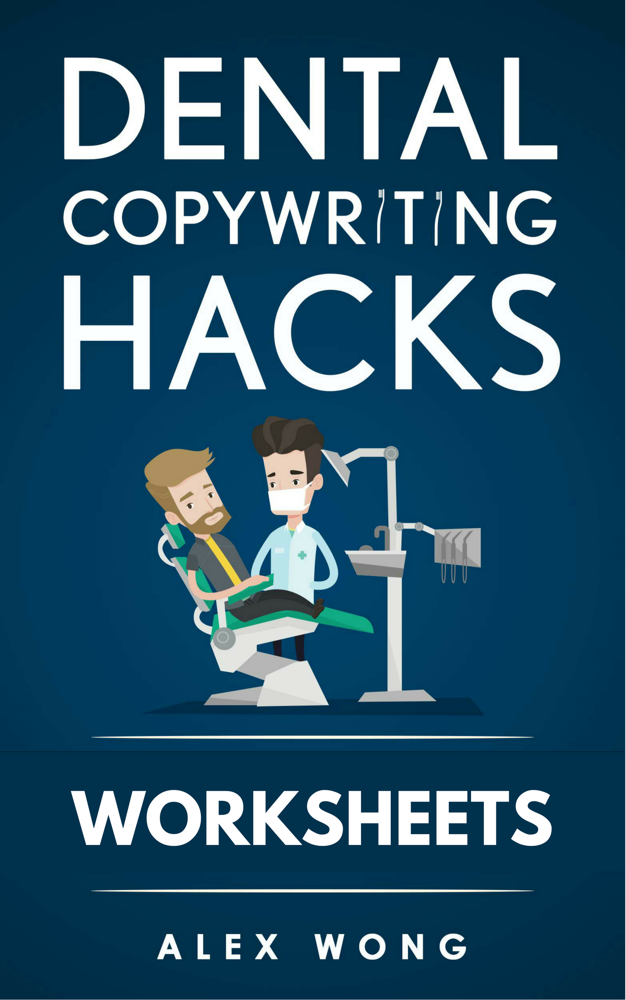 DENTAL
COPYWRITING
HACKS
WORKSHEETS
ALEX WONG